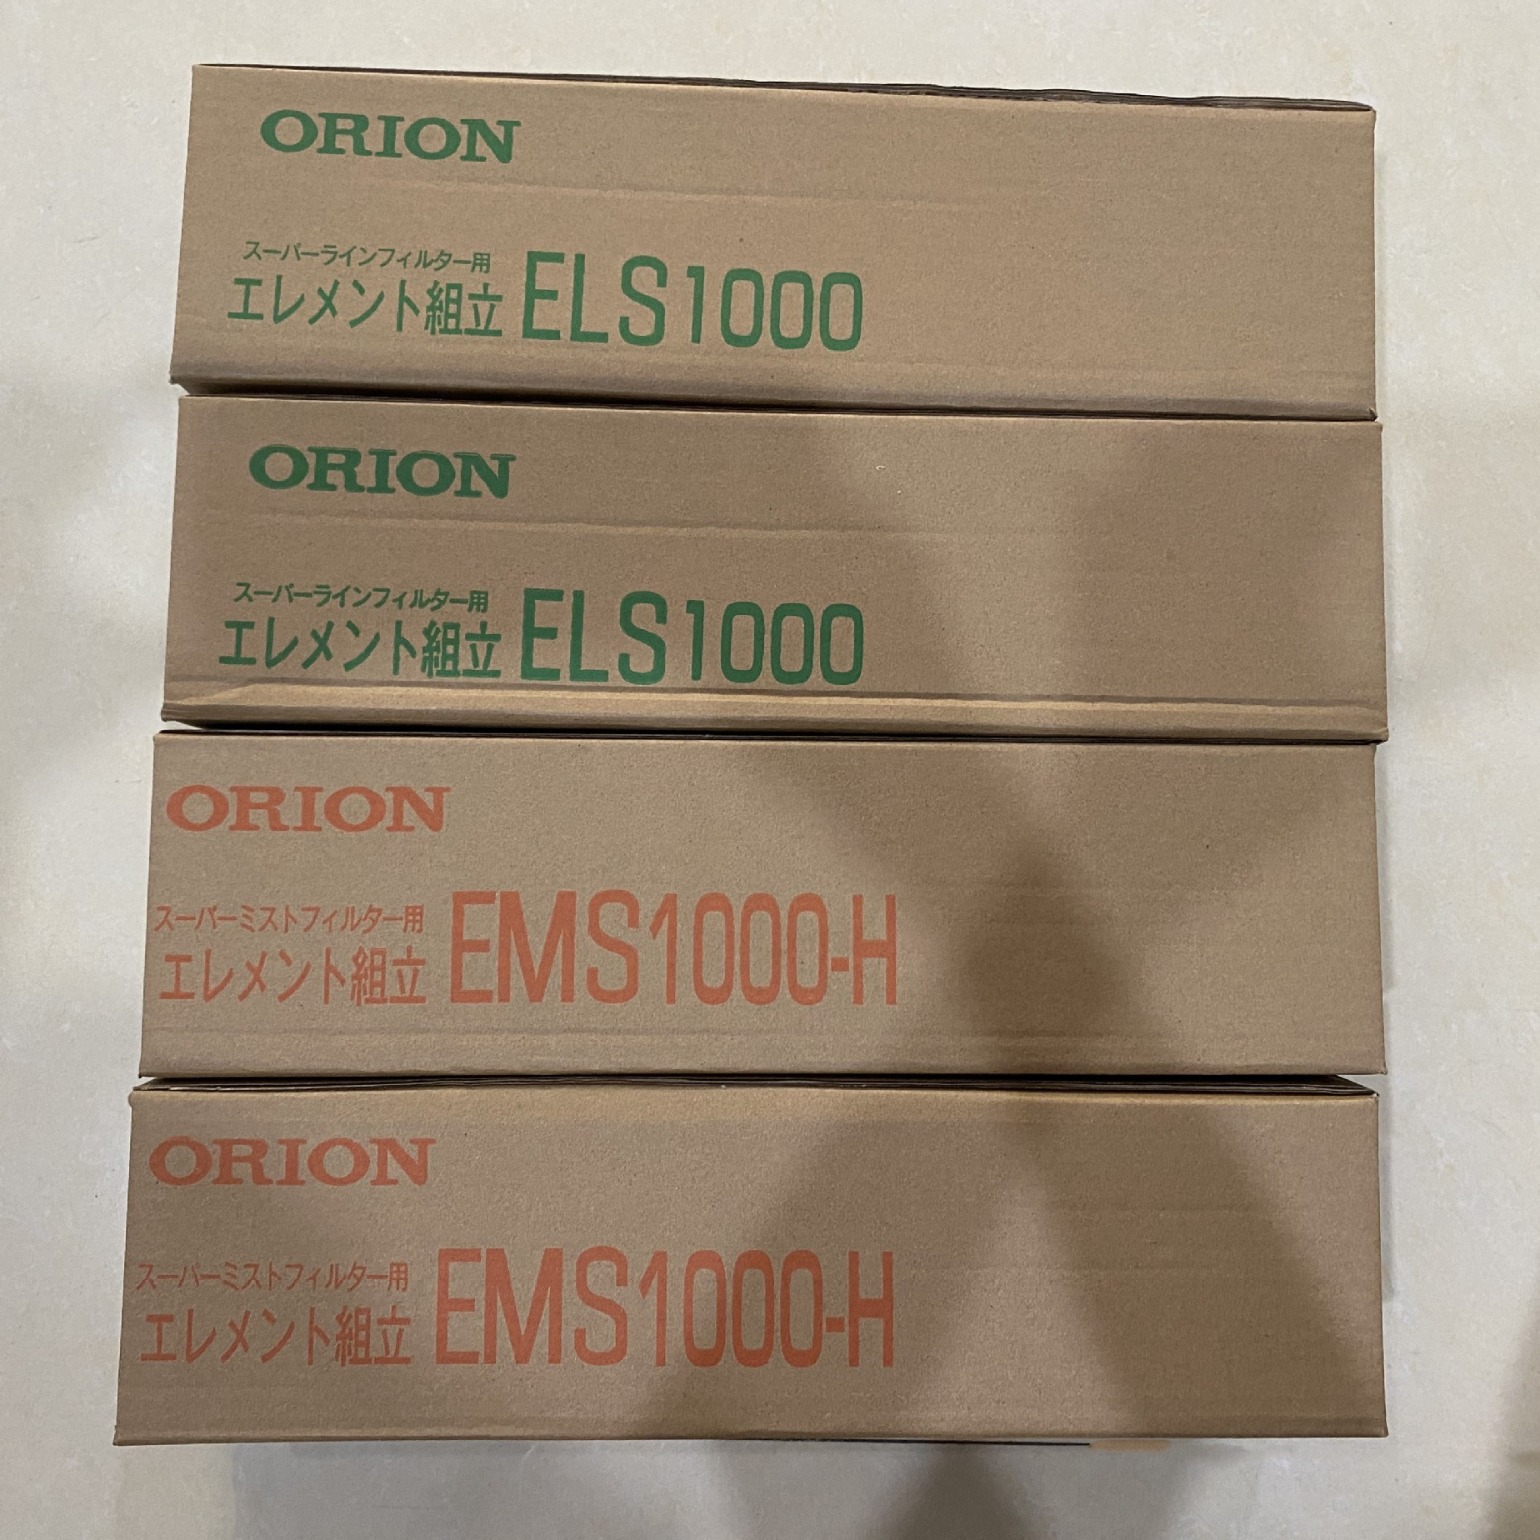 ORION
スーパーラインフィルター用
エレメント組立 ELS1000
ORION
スーパーラインフィルター用
エレメント組立 ELS1000
ORION
スーパーミストフィルター用
エレメント組立 EMS1000-H
ORION
スーパーミストフィルター用
エレメント組立 EMS1000-H